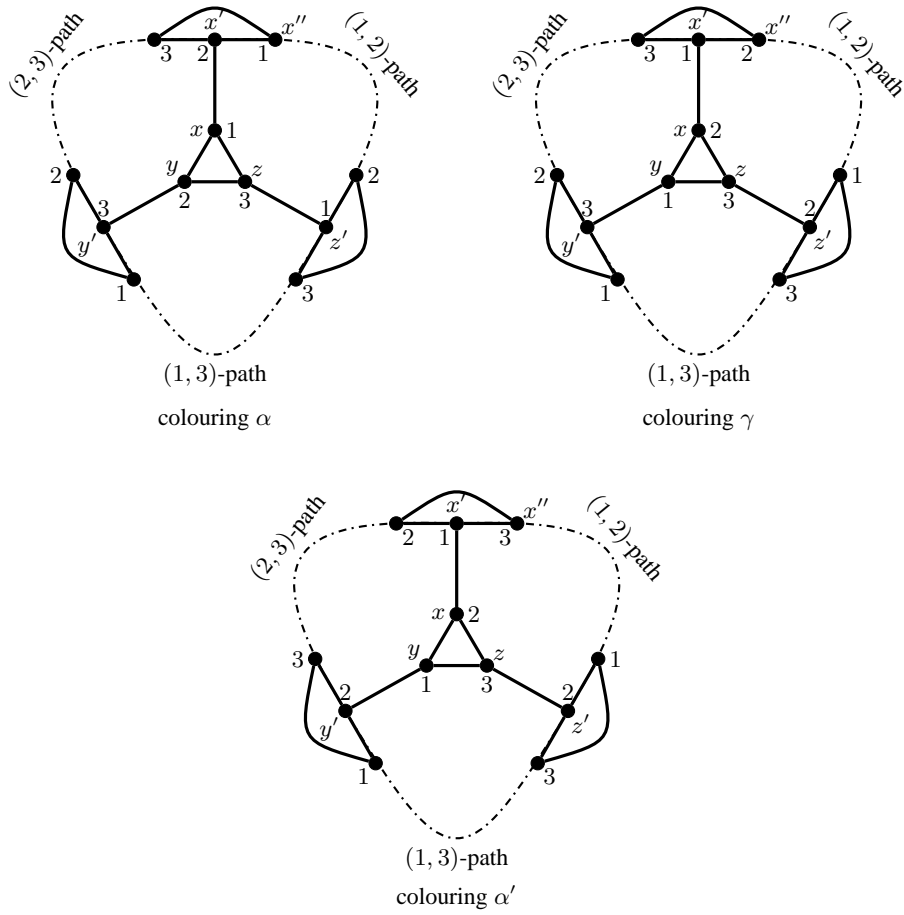 x′ x″
3 2 1
(2, 3)-path
(1, 2)-path
x 1
y z
2 3
2 2
3 1
y′ z′
1 3
(1, 3)-path
colouring α
x′
3 1 2
(2, 3)-path
(1, 2)-path
x 2
y z
1 3
2 1
3 2
y′ z′
1 3
(1, 3)-path
colouring γ
x′ x″
2 1 3
(2, 3)-path
(1, 2)-path
x 2
y z
1 3
3 1
2 2
y′ z′
1 3
(1, 3)-path
colouring α′